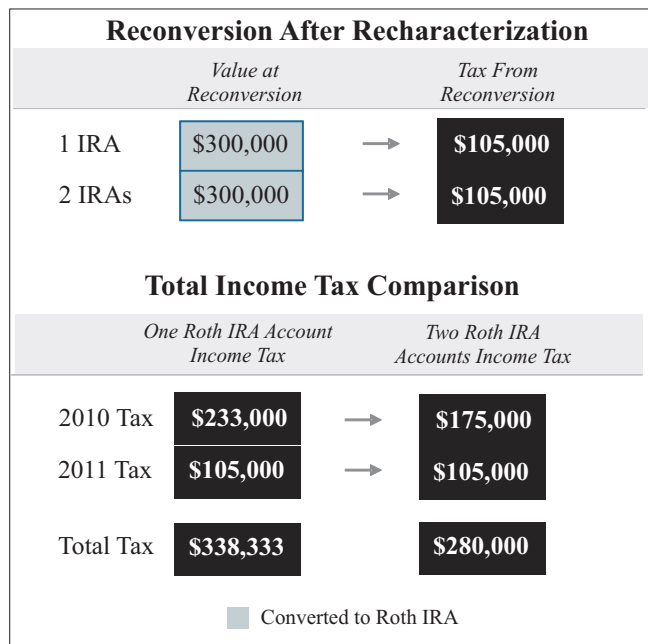 Reconversion After Recharacterization
Value at Reconversion Tax From Reconversion
1 IRA $300,000 → $105,000
2 IRAs $300,000 → $105,000
Total Income Tax Comparison
One Roth IRA Account Income Tax Two Roth IRA Accounts Income Tax
2010 Tax $233,000 → $175,000
2011 Tax $105,000 → $105,000
Total Tax $338,333 $280,000
Converted to Roth IRA